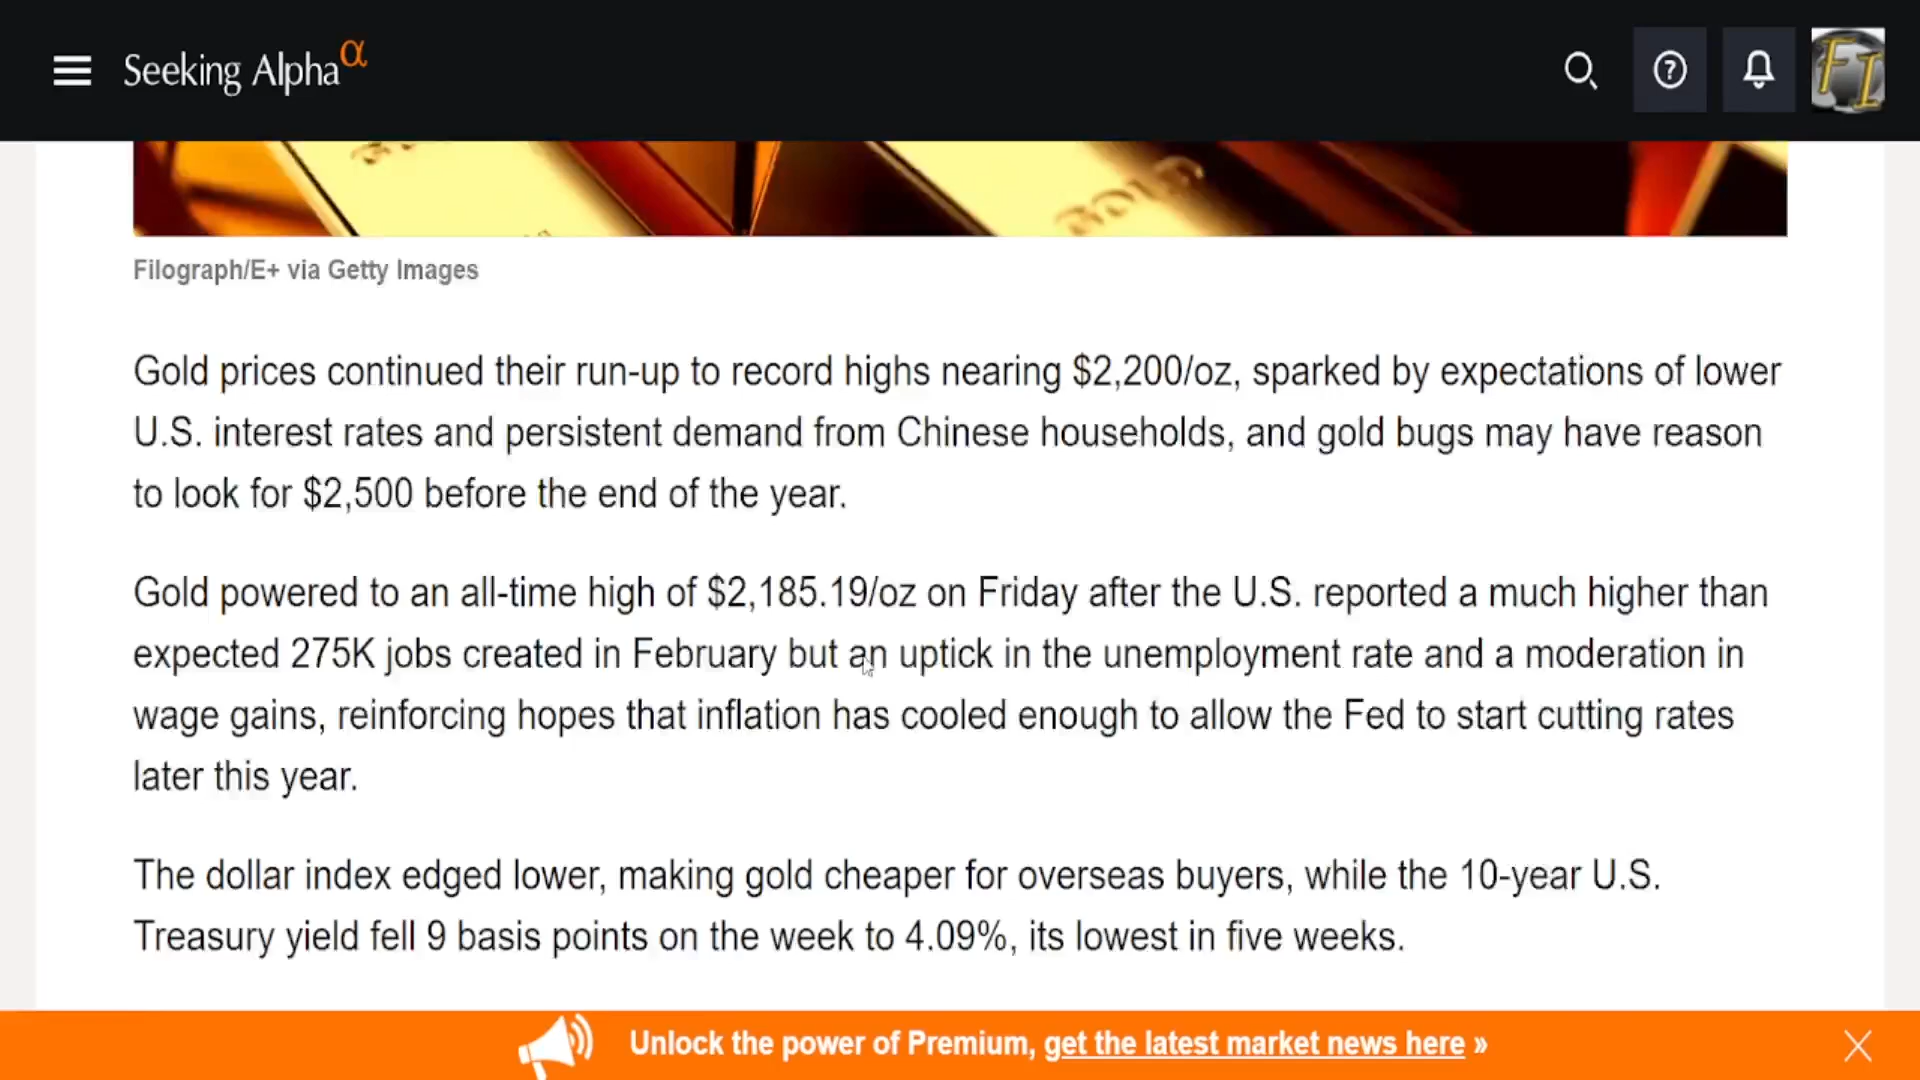 Seeking Alphaα
FI
GOLD
Filograph/E+ via Getty Images
Gold prices continued their run-up to record highs nearing $2,200/oz, sparked by expectations of lower
U.S. interest rates and persistent demand from Chinese households, and gold bugs may have reason
to look for $2,500 before the end of the year.
Gold powered to an all-time high of $2,185.19/oz on Friday after the U.S. reported a much higher than
expected 275K jobs created in February but an uptick in the unemployment rate and a moderation in
wage gains, reinforcing hopes that inflation has cooled enough to allow the Fed to start cutting rates
later this year.
The dollar index edged lower, making gold cheaper for overseas buyers, while the 10-year U.S.
Treasury yield fell 9 basis points on the week to 4.09%, its lowest in five weeks.
Unlock the power of Premium, get the latest market news here »